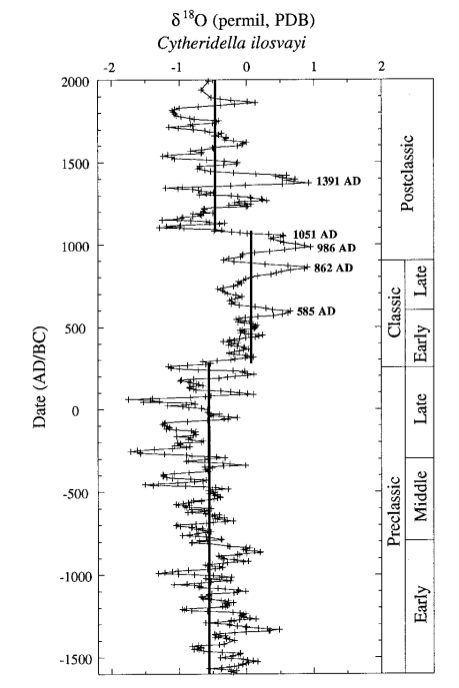 δ 18O (permil, PDB)
Cytheridella ilosvayi
-2 -1 0 1 2
2000
1500
1000
500
0
-500
-1000
-1500
Date (AD/BC)
1391 AD
1051 AD
986 AD
862 AD
585 AD
Postclassic
Classic
Late
Early
Preclassic
Late
Middle
Early